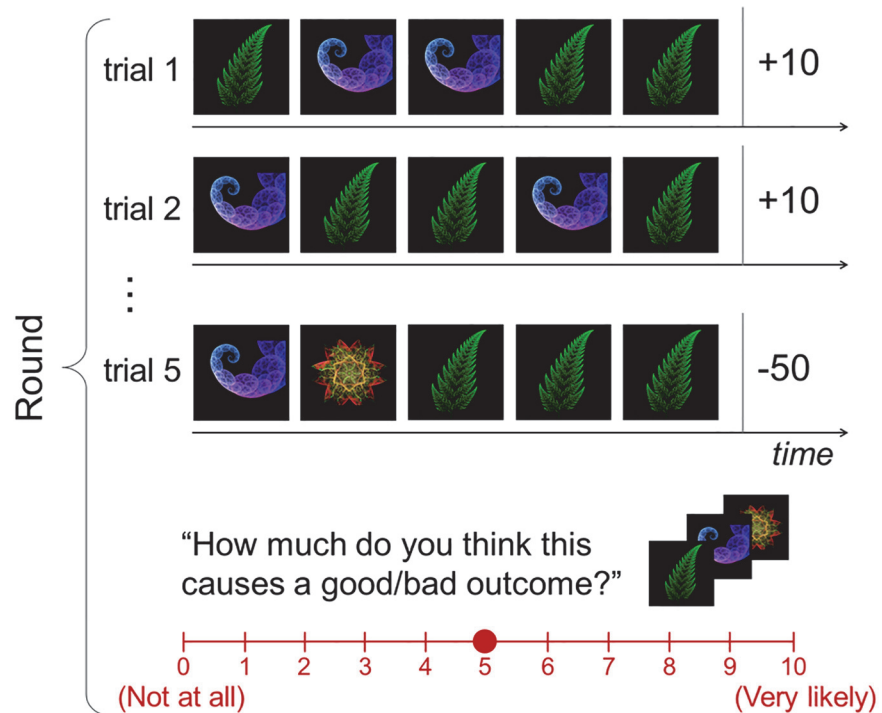 trial 1
+10
trial 2
+10
⋮
Round
trial 5
-50
time
“How much do you think this
causes a good/bad outcome?”
0 1 2 3 4 5 6 7 8 9 10
(Not at all) (Very likely)